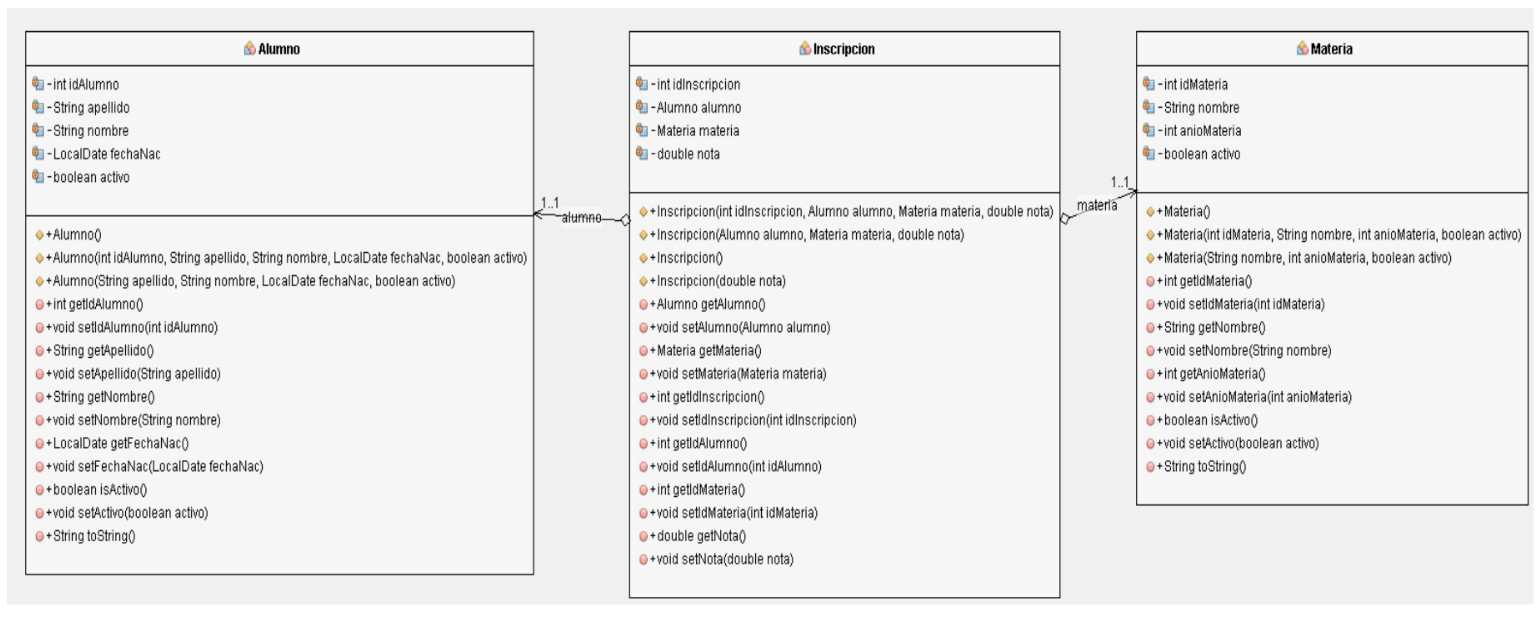 Alumno
- int idAlumno
- String apellido
- String nombre
- LocalDate fechaNac
- boolean activo
+Alumno()
+Alumno(int idAlumno, String apellido, String nombre, LocalDate fechaNac, boolean activo)
+Alumno(String apellido, String nombre, LocalDate fechaNac, boolean activo)
+int getIdAlumno()
+void setIdAlumno(int idAlumno)
+String getApellido()
+void setApellido(String apellido)
+String getNombre()
+void setNombre(String nombre)
+LocalDate getFechaNac()
+void setFechaNac(LocalDate fechaNac)
+boolean isActivo()
+void setActivo(boolean activo)
+String toString()
1..1
alumno
Inscripcion
- int idInscripcion
- Alumno alumno
- Materia materia
- double nota
+Inscripcion(int idInscripcion, Alumno alumno, Materia materia, double nota)
+Inscripcion(Alumno alumno, Materia materia, double nota)
+Inscripcion()
+Inscripcion(double nota)
+Alumno getAlumno()
+void setAlumno(Alumno alumno)
+Materia getMateria()
+void setMateria(Materia materia)
+int getIdInscripcion()
+void setIdInscripcion(int idInscripcion)
+int getIdAlumno()
+void setIdAlumno(int idAlumno)
+int getIdMateria()
+void setIdMateria(int idMateria)
+double getNota()
+void setNota(double nota)
1..1
materia
Materia
- int idMateria
- String nombre
- int anioMateria
- boolean activo
+Materia()
+Materia(int idMateria, String nombre, int anioMateria, boolean activo)
+Materia(String nombre, int anioMateria, boolean activo)
+int getIdMateria()
+void setIdMateria(int idMateria)
+String getNombre()
+void setNombre(String nombre)
+int getAnioMateria()
+void setAnioMateria(int anioMateria)
+boolean isActivo()
+void setActivo(boolean activo)
+String toString()